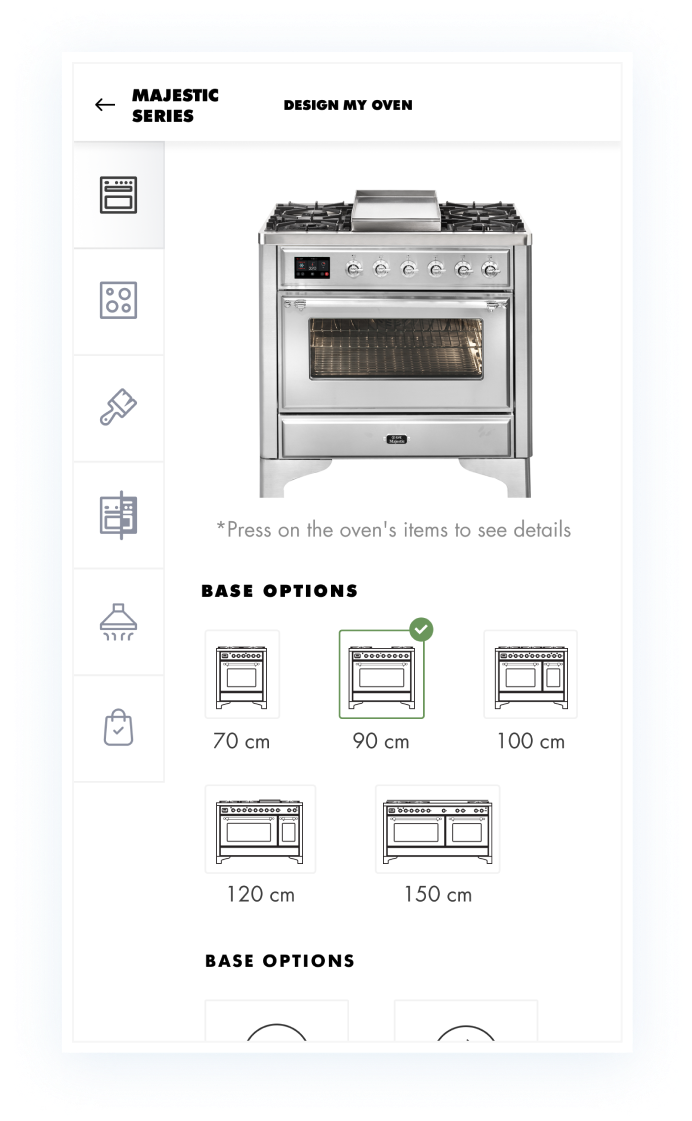 MAJESTIC
SERIES
DESIGN MY OVEN
*Press on the oven's items to see details
BASE OPTIONS
70 cm
90 cm
100 cm
120 cm
150 cm
BASE OPTIONS